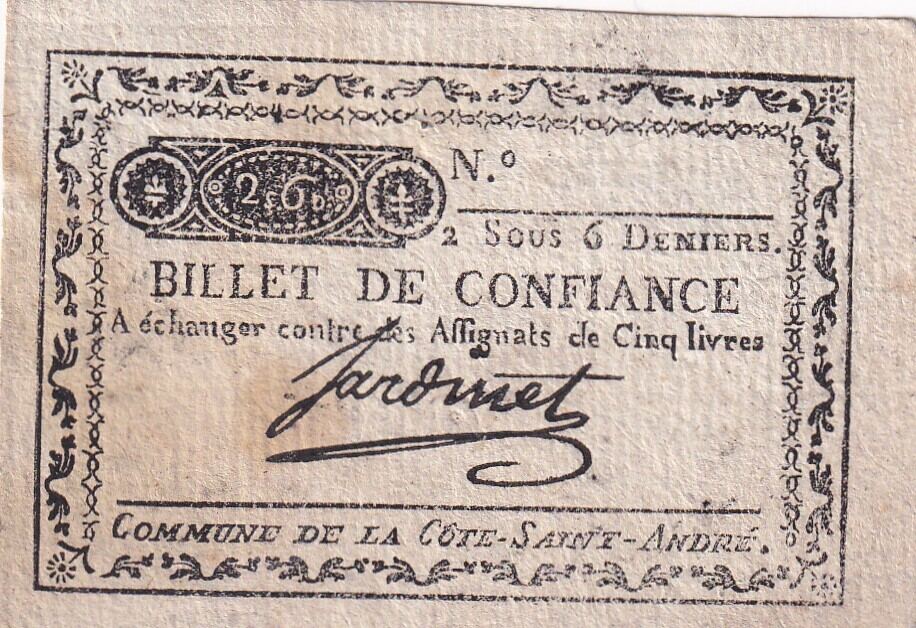 2 s 6 D.
N.º
2 SOUS 6 DENIERS.
BILLET DE CONFIANCE
A échanger contre des Assignats de Cinq livres
Jardinet
COMMUNE DE LA CÔTE-SAINT-ANDRÉ.